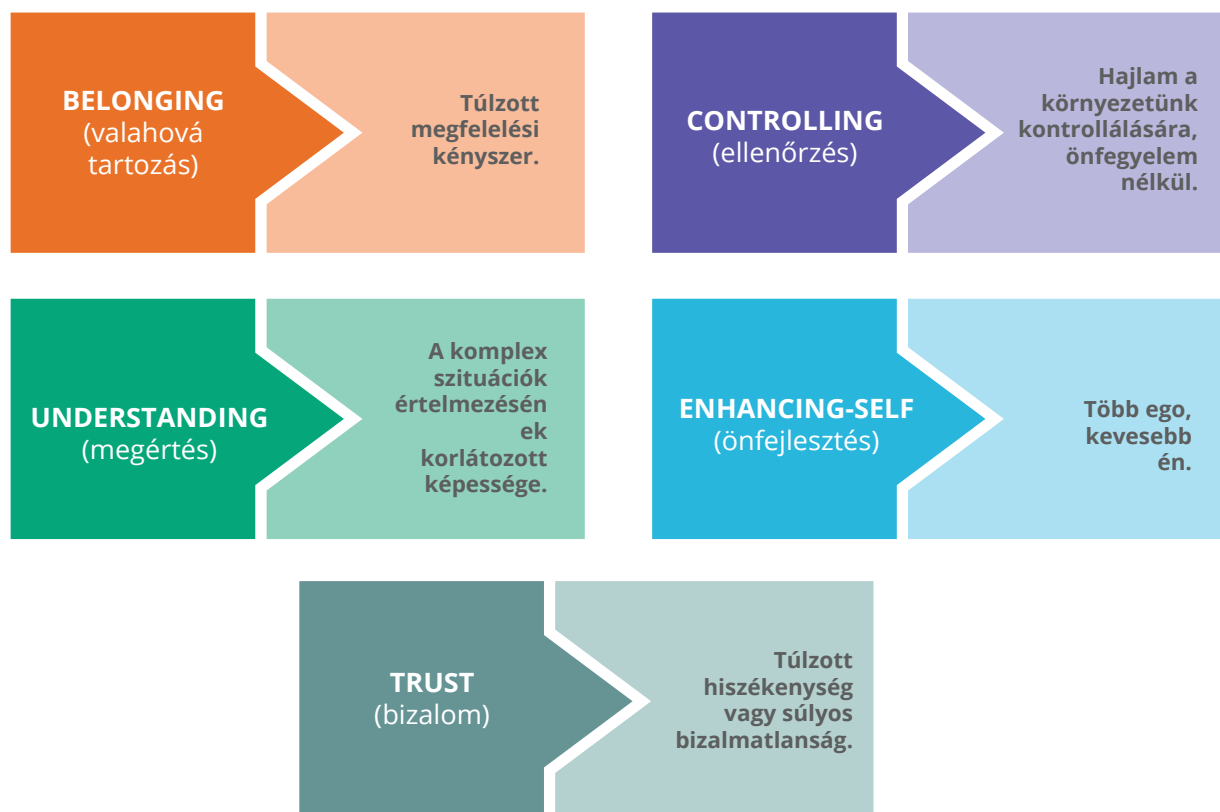 BELONGING
(valahová
tartozás)
Túlzott
megfelelési
kényszer.
CONTROLLING
(ellenőrzés)
Hajlam a
környezetünk
kontrollálására,
önfegyelem
nélkül.
UNDERSTANDING
(megértés)
A komplex
szituációk
értelmezésén
ek
korlátozott
képessége.
ENHANCING-SELF
(önfejlesztés)
Több ego,
kevesebb
én.
TRUST
(bizalom)
Túlzott
hiszékenység
vagy súlyos
bizalmatlanság.